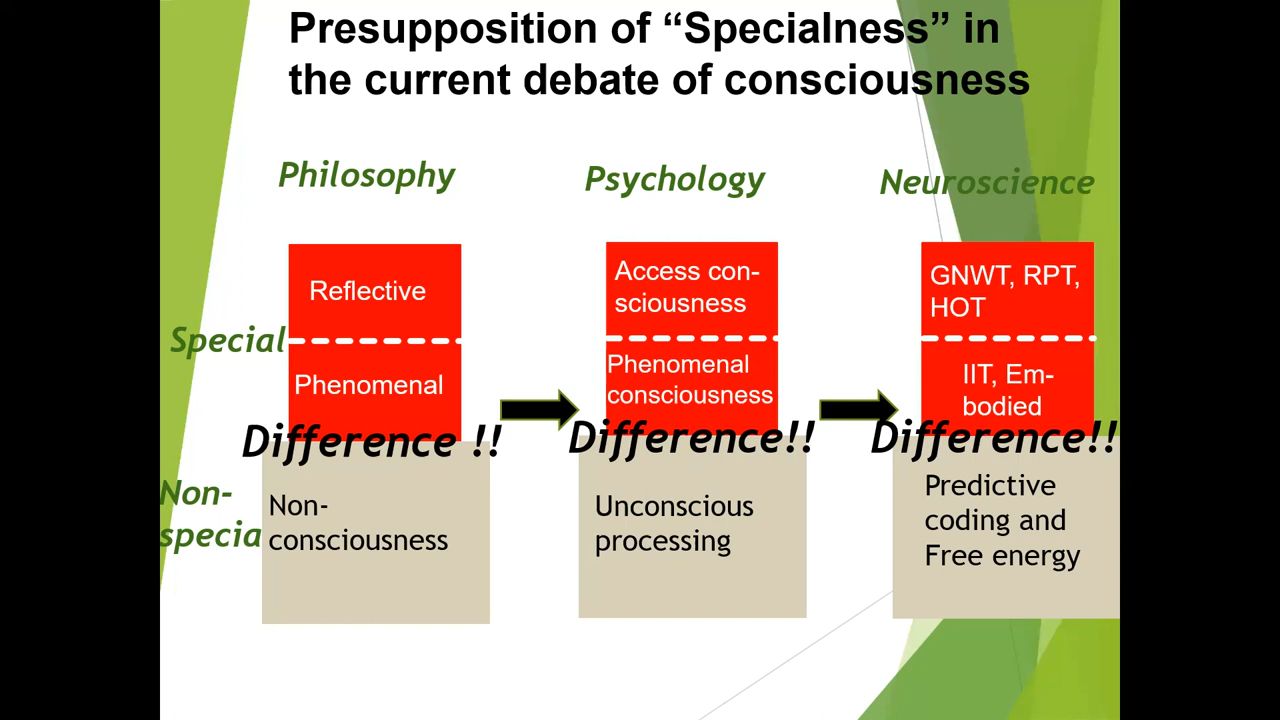 Presupposition of “Specialness” in
the current debate of consciousness
Philosophy
Psychology
Neuroscience
Special
Reflective
Phenomenal
Access con-
sciousness
Phenomenal
consciousness
GNWT, RPT,
HOT
IIT, Em-
bodied
Difference !!
Difference!!
Difference!!
Non-
specia
Non-
consciousness
Unconscious
processing
Predictive
coding and
Free energy